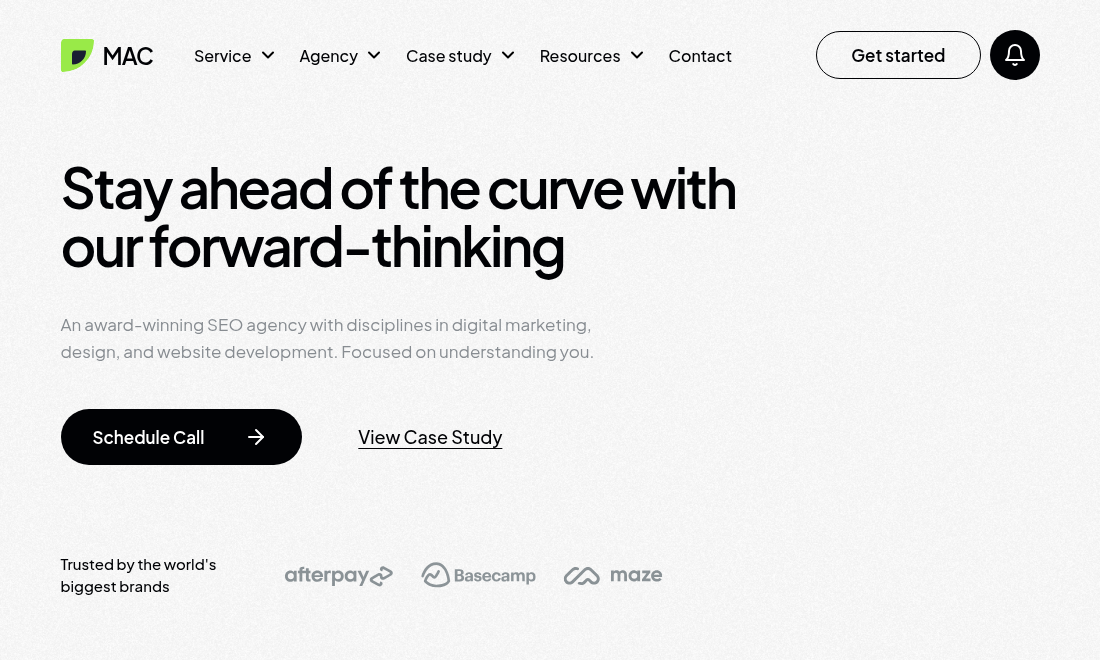 MAC Service Agency Case study Resources Contact Get started
Stay ahead of the curve with
our forward-thinking
An award-winning SEO agency with disciplines in digital marketing,
design, and website development. Focused on understanding you.
Schedule Call View Case Study
Trusted by the world's
biggest brands
afterpay Basecamp maze